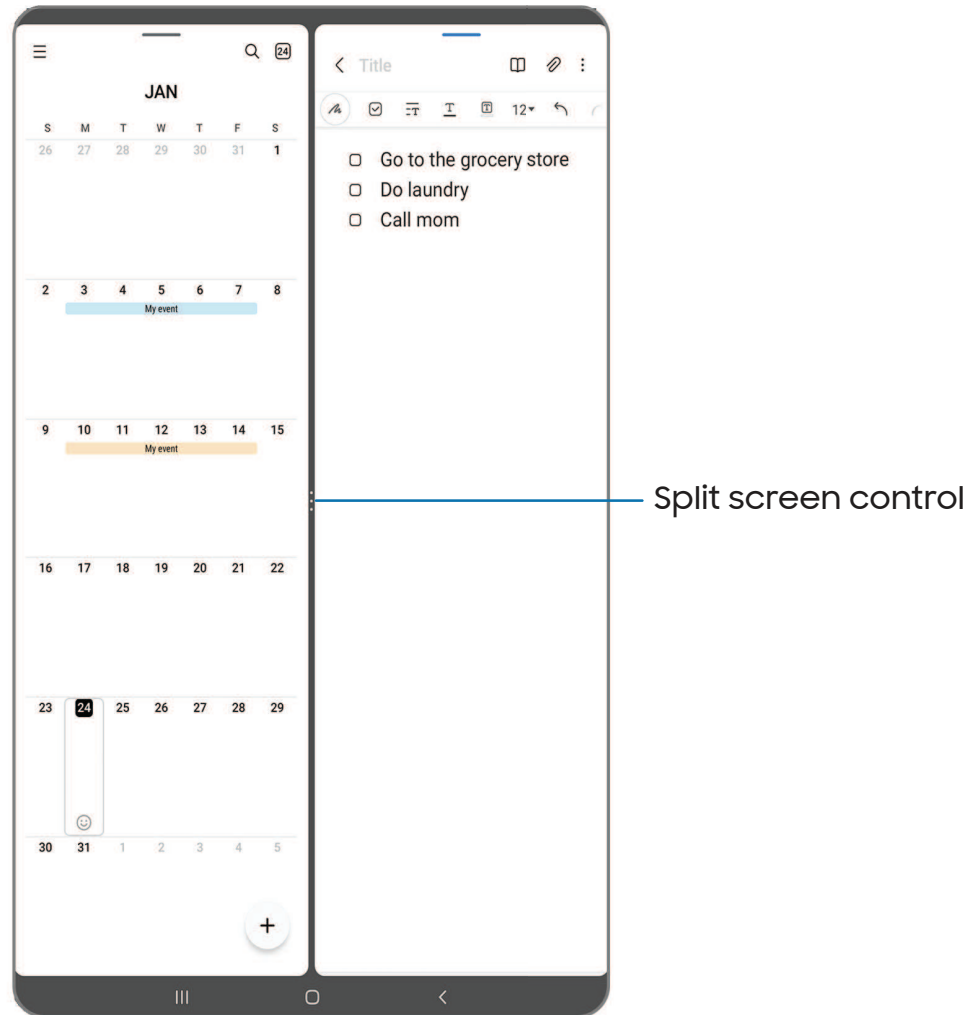 24
JAN
S M T W T F S
26 27 28 29 30 31 1
2 3 4 5 6 7 8
My event
9 10 11 12 13 14 15
My event
16 17 18 19 20 21 22
23 24 25 26 27 28 29
30 31 1 2 3 4 5
+
Title
T T T 12
Go to the grocery store
Do laundry
Call mom
Split screen control